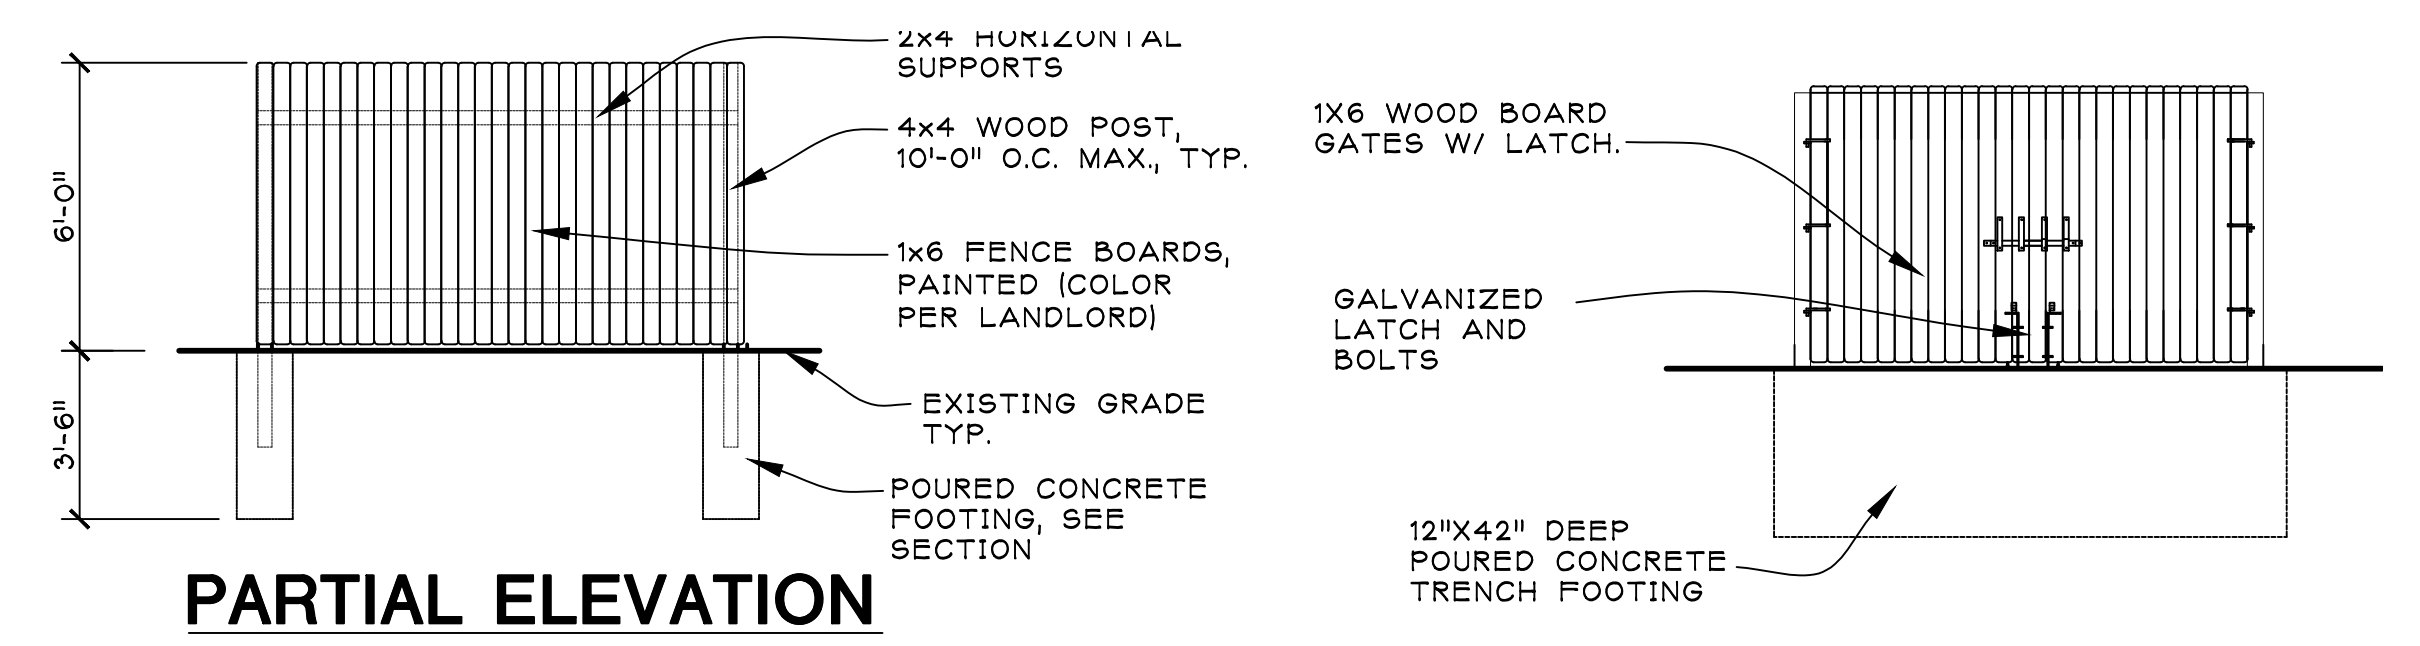 2x4 HORIZONTAL
SUPPORTS
4x4 WOOD POST,
10'-0" O.C. MAX., TYP.
1x6 FENCE BOARDS,
PAINTED (COLOR
PER LANDLORD)
EXISTING GRADE
TYP.
POURED CONCRETE
FOOTING, SEE
SECTION
6'-0"
3'-6"
PARTIAL ELEVATION
1X6 WOOD BOARD
GATES W/ LATCH.
GALVANIZED
LATCH AND
BOLTS
12"X42" DEEP
POURED CONCRETE
TRENCH FOOTING